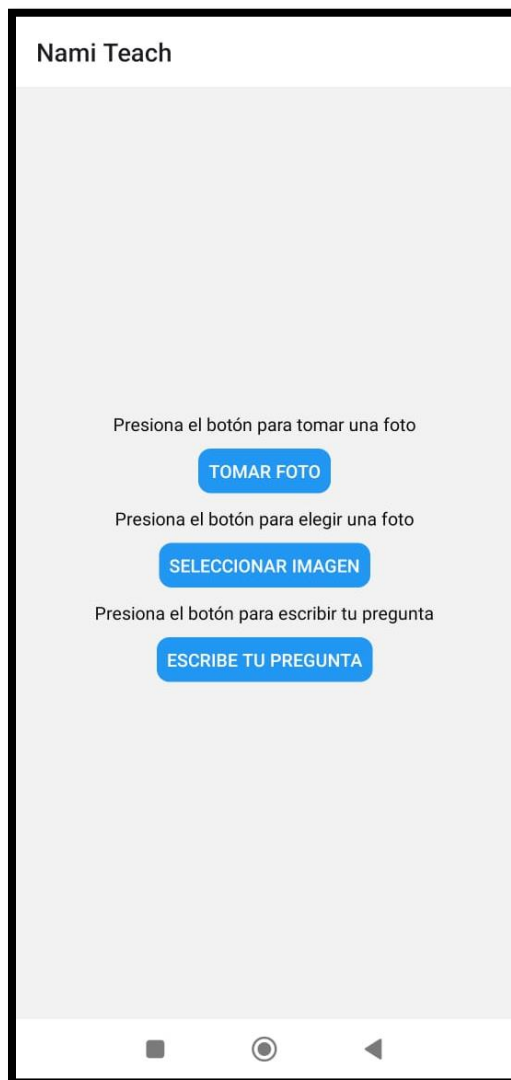 Nami Teach
Presiona el botón para tomar una foto
TOMAR FOTO
Presiona el botón para elegir una foto
SELECCIONAR IMAGEN
Presiona el botón para escribir tu pregunta
ESCRIBE TU PREGUNTA